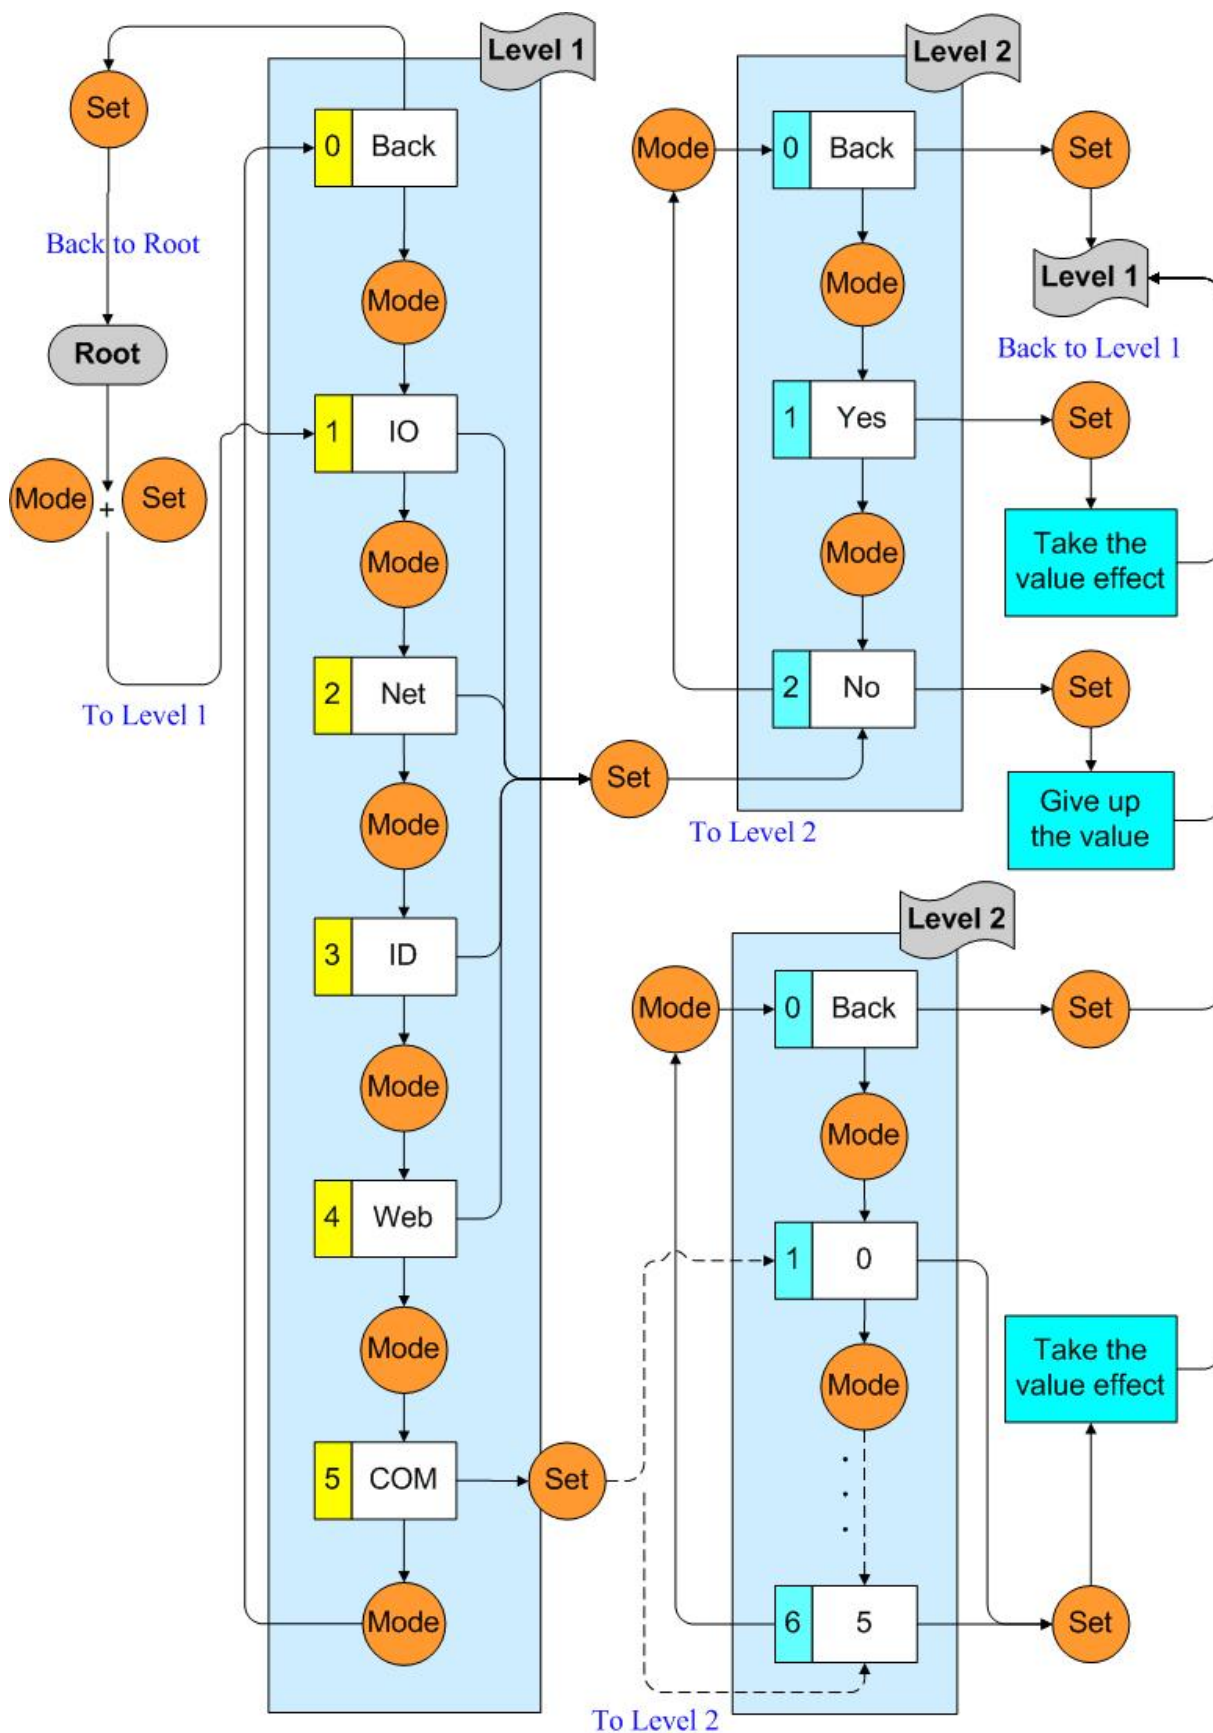 Level 1
Set
0 Back
Back to Root
Mode
Root
1 IO
Mode + Set
Mode
2 Net
To Level 1
Mode
3 ID
Mode
4 Web
Mode
5 COM
Set
Mode
Set
To Level 2
Level 2
Mode
0 Back
Set
Mode
Level 1
Back to Level 1
1 Yes
Set
Mode
Take the
value effect
2 No
Set
Give up
the value
Level 2
Mode
0 Back
Set
Mode
1 0
Mode
Take the
value effect
6 5
Set
To Level 2